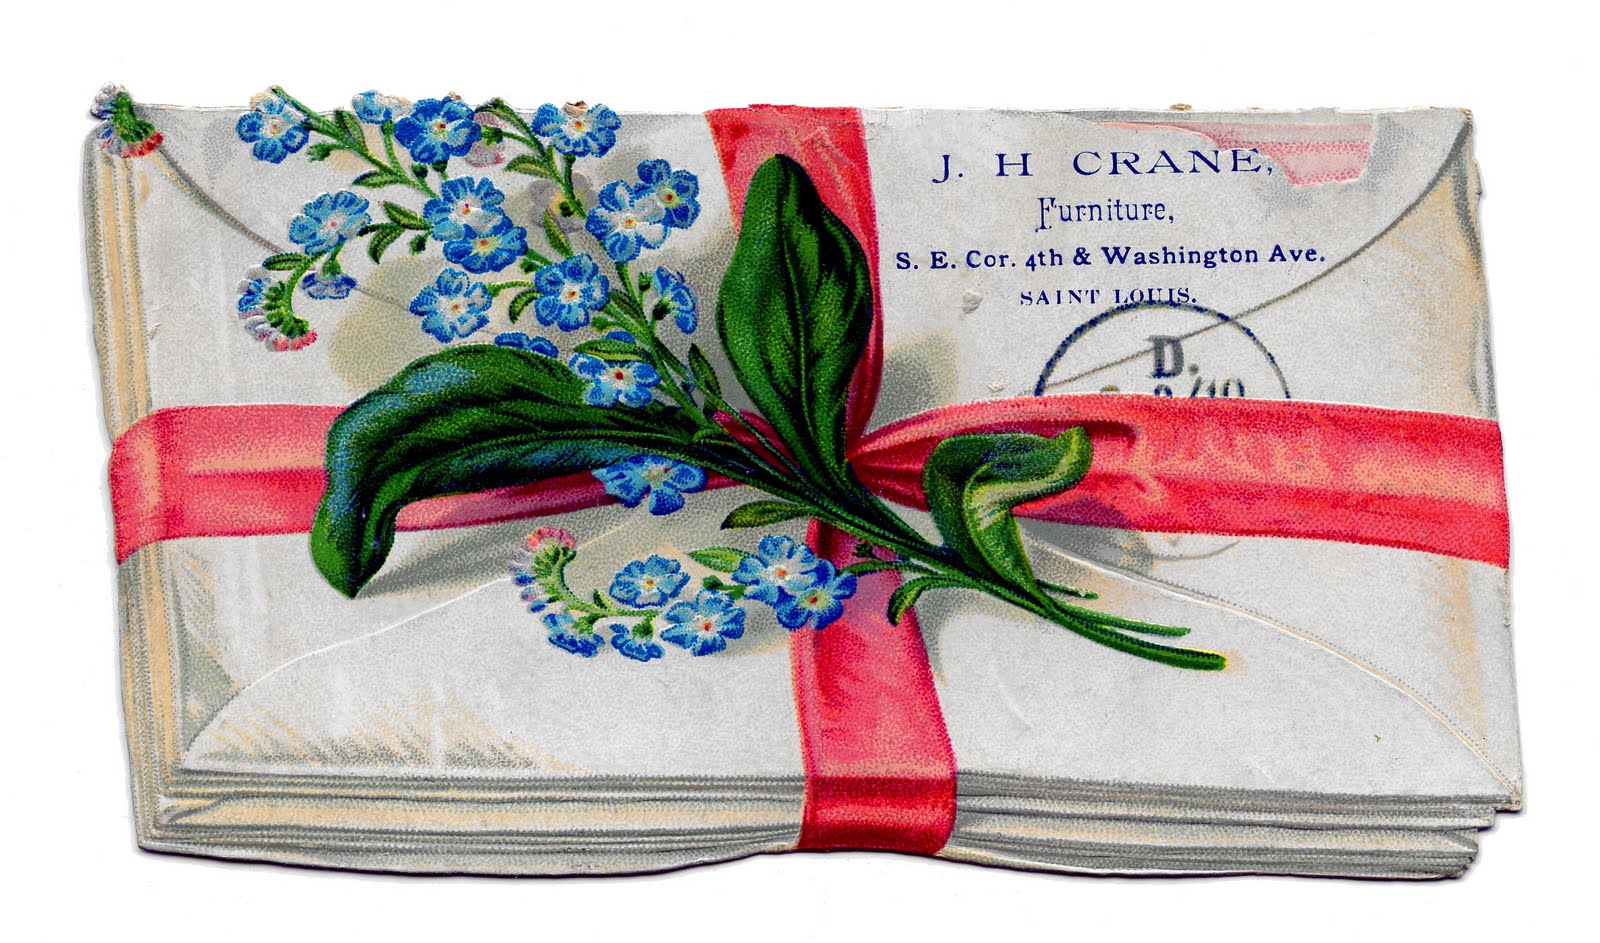 J. H CRANE,
Furniture,
S. E. Cor. 4th & Washington Ave.
SAINT LOUIS.
D.